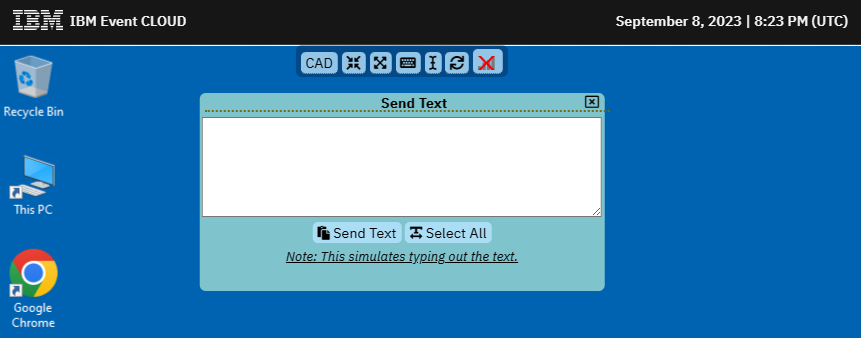 IBM IBM Event CLOUD
September 8, 2023 | 8:23 PM (UTC)
CAD
Recycle Bin
Send Text
This PC
Send Text Select All
Note: This simulates typing out the text.
Google
Chrome